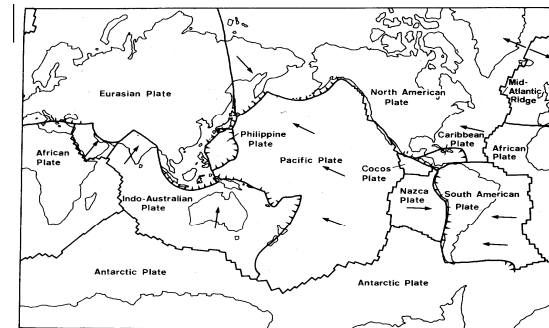 Eurasian Plate
North American
Plate
Mid-
Atlantic
Ridge
African
Plate
Philippine
Plate
Pacific Plate
Caribbean
Plate
African
Plate
Cocos
Plate
Indo-Australian
Plate
Nazca
Plate
South American
Plate
Antarctic Plate
Antarctic Plate